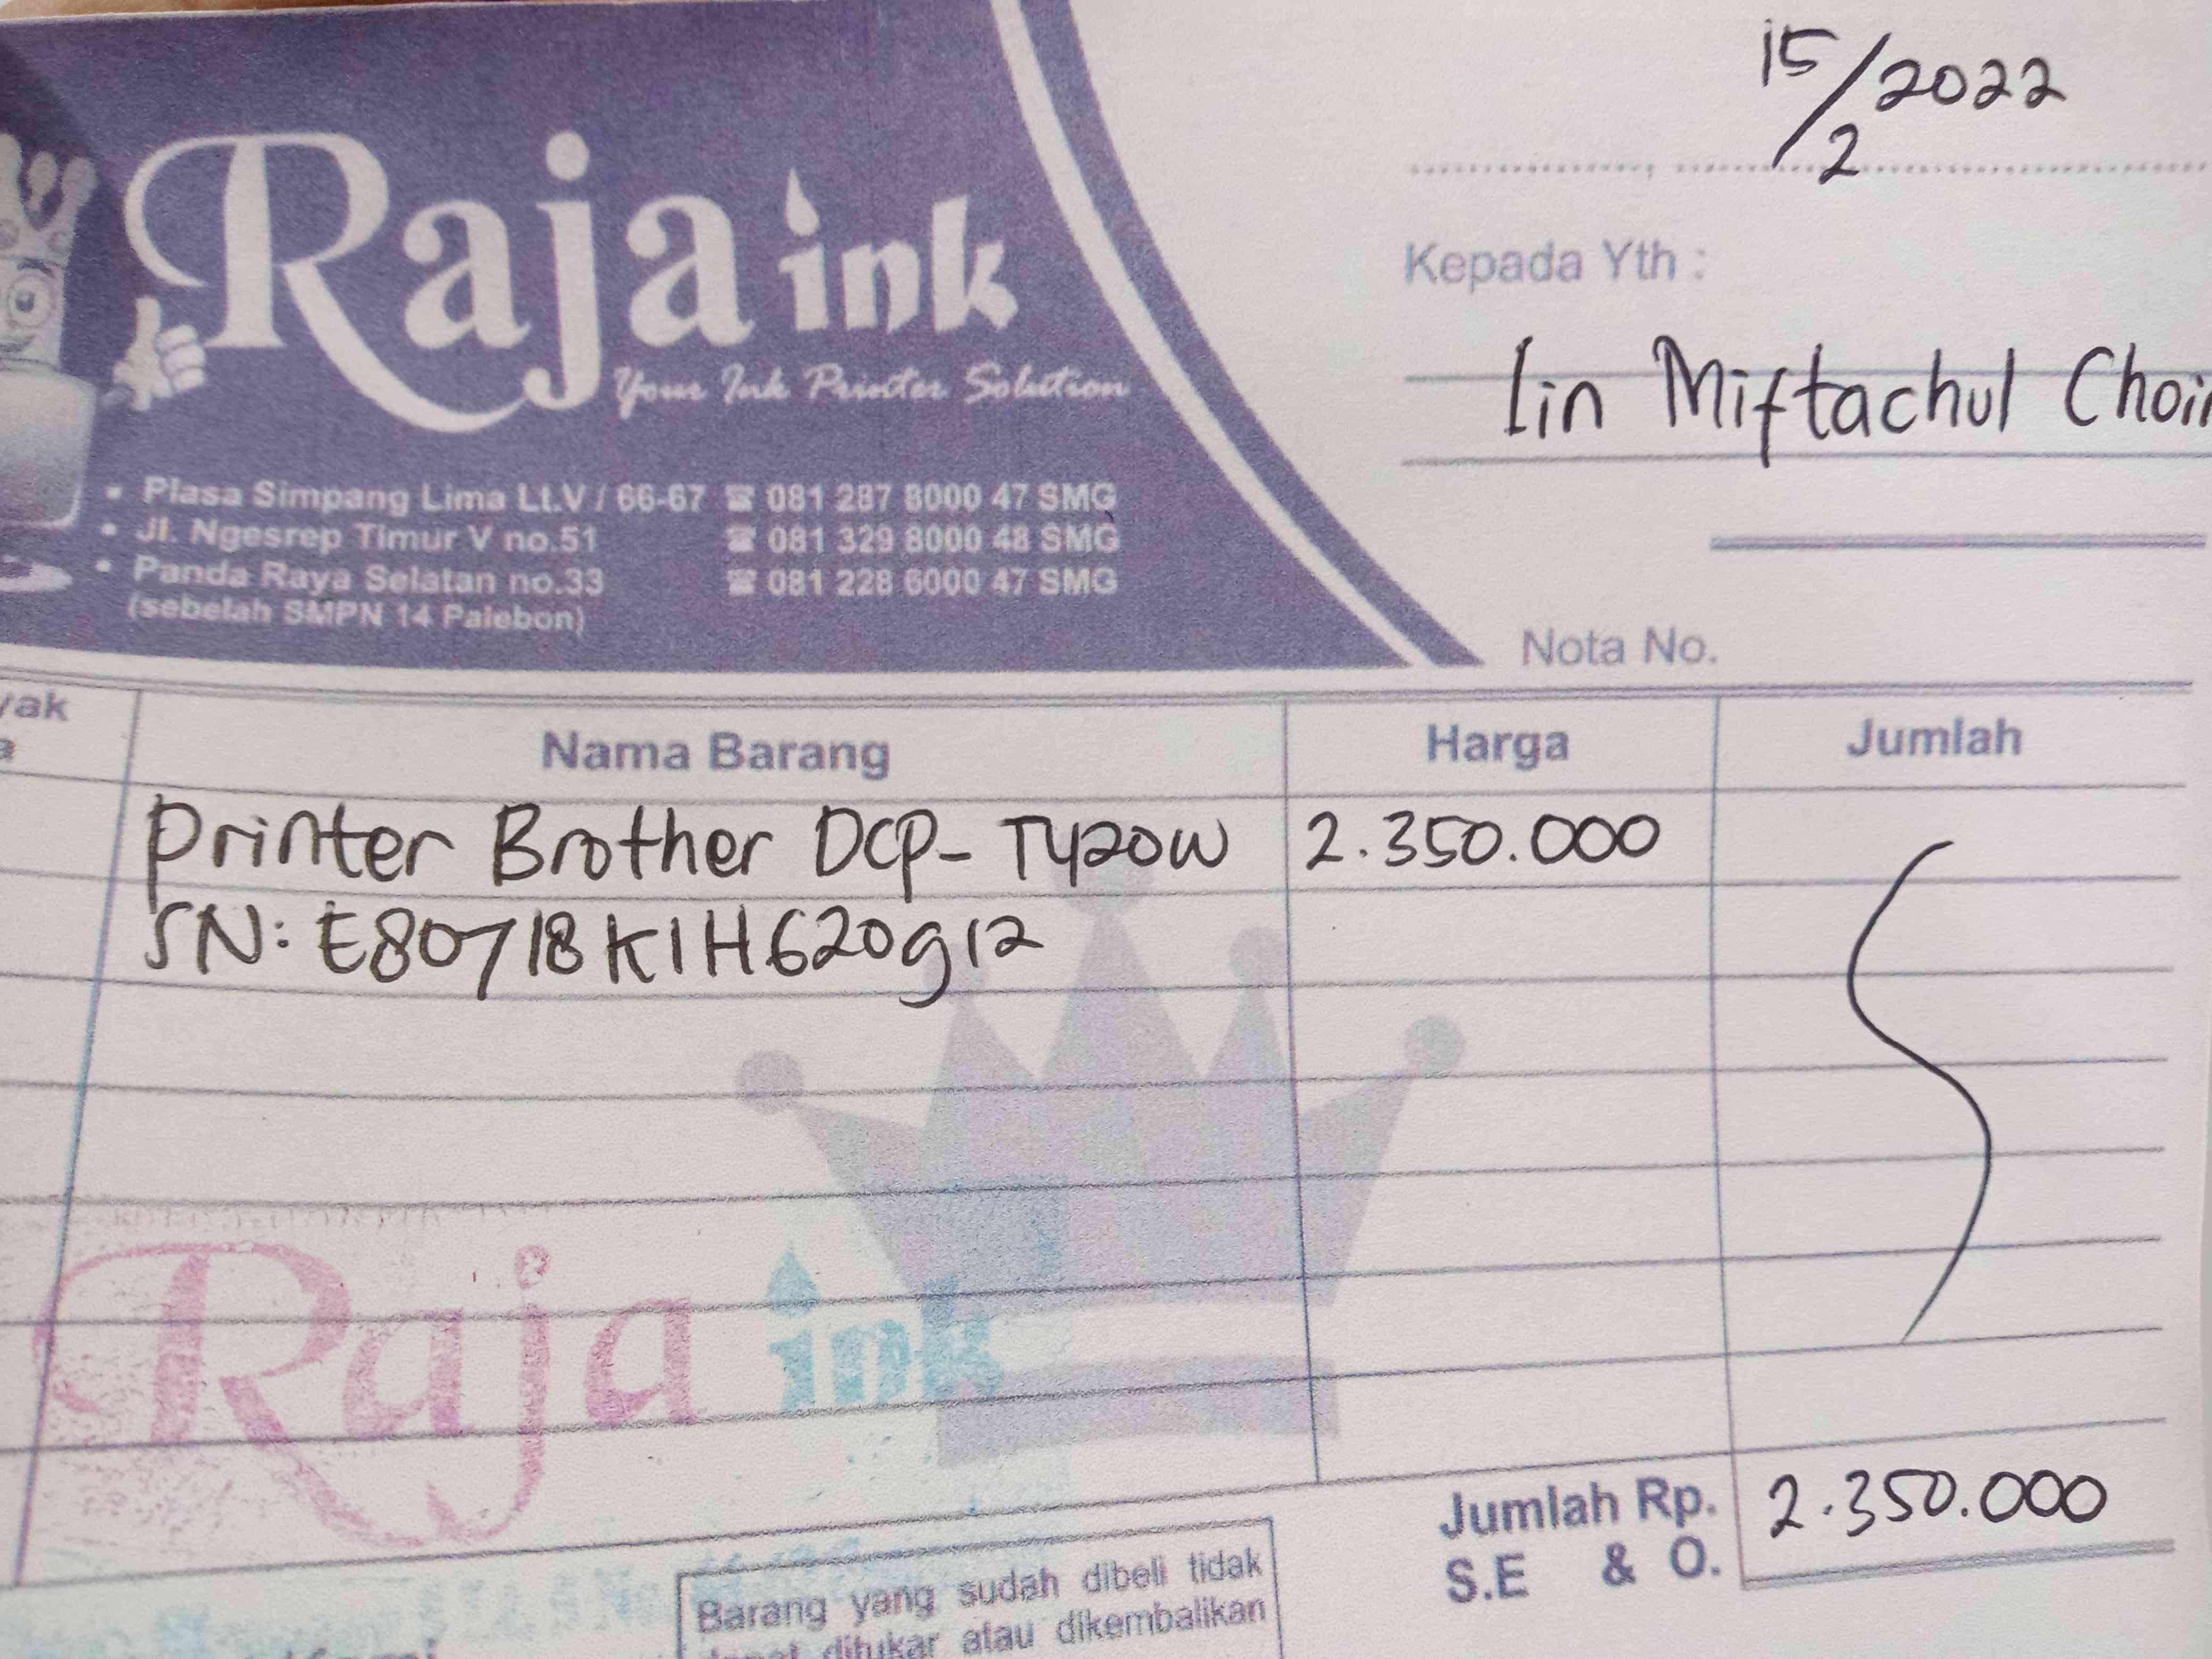 Raja ink
Your Ink Printer Solution
• Plasa Simpang Lima Lt.V / 66-67 ☎ 081 287 8000 47 SMG
• Jl. Ngesrep Timur V no.51 ☎ 081 329 8000 48 SMG
• Panda Raya Selatan no.33 ☎ 081 228 6000 47 SMG
(sebelah SMPN 14 Palebon)
15/2 2022
Kepada Yth :
Iin Miftachul Choi
Nota No.
Nama Barang Harga Jumlah
Printer Brother DCP-T420W 2.350.000
SN: E80718K1H620g12
Raja ink
Jumlah Rp. 2.350.000
S.E & O.
Barang yang sudah dibeli tidak
ditukar atau dikembalikan